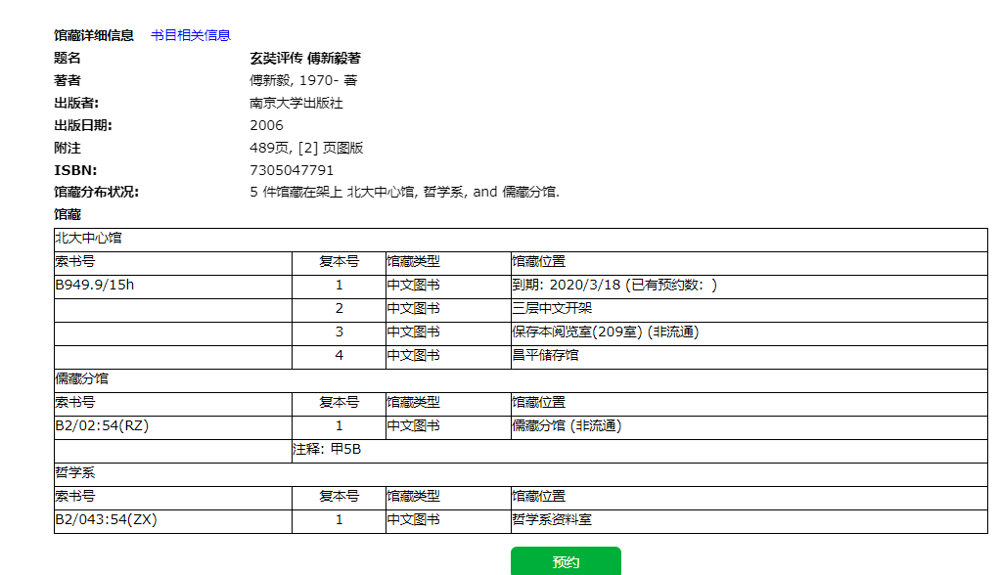 馆藏详细信息 书目相关信息
题名 玄奘评传 傅新毅著
著者 傅新毅, 1970- 著
出版者: 南京大学出版社
出版日期: 2006
附注 489页, [2] 页图版
ISBN: 7305047791
馆藏分布状况: 5 件馆藏在架上 北大中心馆, 哲学系, and 儒藏分馆.
馆藏
北大中心馆
索书号 复本号 馆藏类型 馆藏位置
B949.9/15h 1 中文图书 到期: 2020/3/18 (已有预约数: )
2 中文图书 三层中文开架
3 中文图书 保存本阅览室(209室) (非流通)
4 中文图书 昌平储存馆
儒藏分馆
索书号 复本号 馆藏类型 馆藏位置
B2/02:54(RZ) 1 中文图书 儒藏分馆 (非流通)
注释: 甲5B
哲学系
索书号 复本号 馆藏类型 馆藏位置
B2/043:54(ZX) 1 中文图书 哲学系资料室
预约